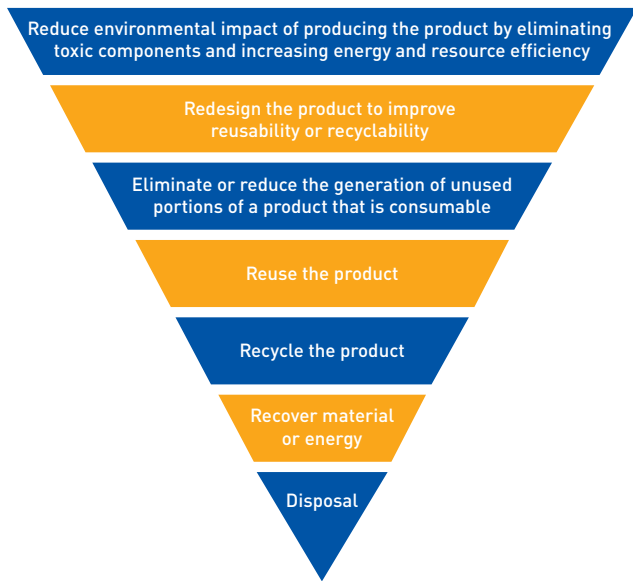 Reduce environmental impact of producing the product by eliminating
toxic components and increasing energy and resource efficiency
Redesign the product to improve
reusability or recyclability
Eliminate or reduce the generation of unused
portions of a product that is consumable
Reuse the product
Recycle the product
Recover material
or energy
Disposal